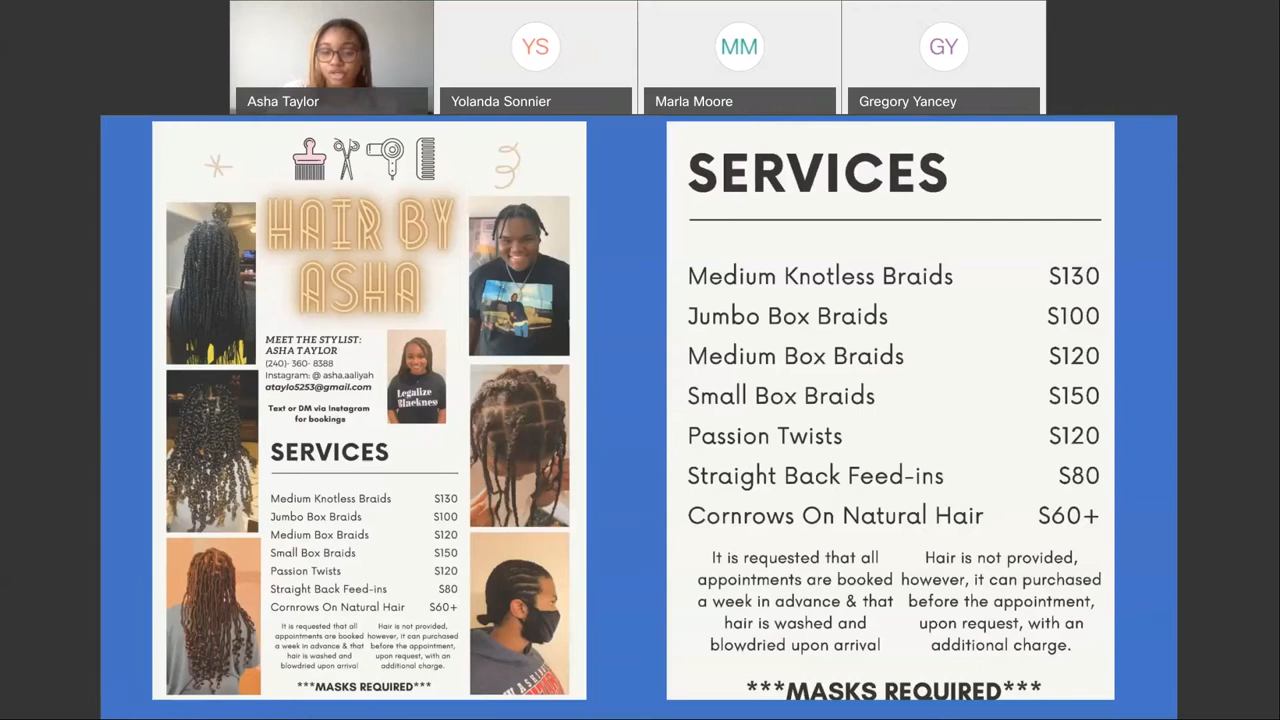 YS
MM
GY
Asha Taylor
Yolanda Sonnier
Marla Moore
Gregory Yancey
HAIR BY
ASHA
MEET THE STYLIST:
ASHA TAYLOR
(240)- 360- 8388
Instagram: @ asha.aaliyah
ataylo5253@gmail.com
Text or DM via Instagram
for bookings
Legalize
Blackness
SERVICES
Medium Knotless Braids $130
Jumbo Box Braids $100
Medium Box Braids $120
Small Box Braids $150
Passion Twists $120
Straight Back Feed-ins $80
Cornrows On Natural Hair $60+
It is requested that all
appointments are booked
a week in advance & that
hair is washed and
blowdried upon arrival
Hair is not provided,
however, it can purchased
before the appointment,
upon request, with an
additional charge.
***MASKS REQUIRED***
SERVICES
Medium Knotless Braids $130
Jumbo Box Braids $100
Medium Box Braids $120
Small Box Braids $150
Passion Twists $120
Straight Back Feed-ins $80
Cornrows On Natural Hair $60+
It is requested that all
appointments are booked
a week in advance & that
hair is washed and
blowdried upon arrival
Hair is not provided,
however, it can purchased
before the appointment,
upon request, with an
additional charge.
***MASKS REQUIRED***